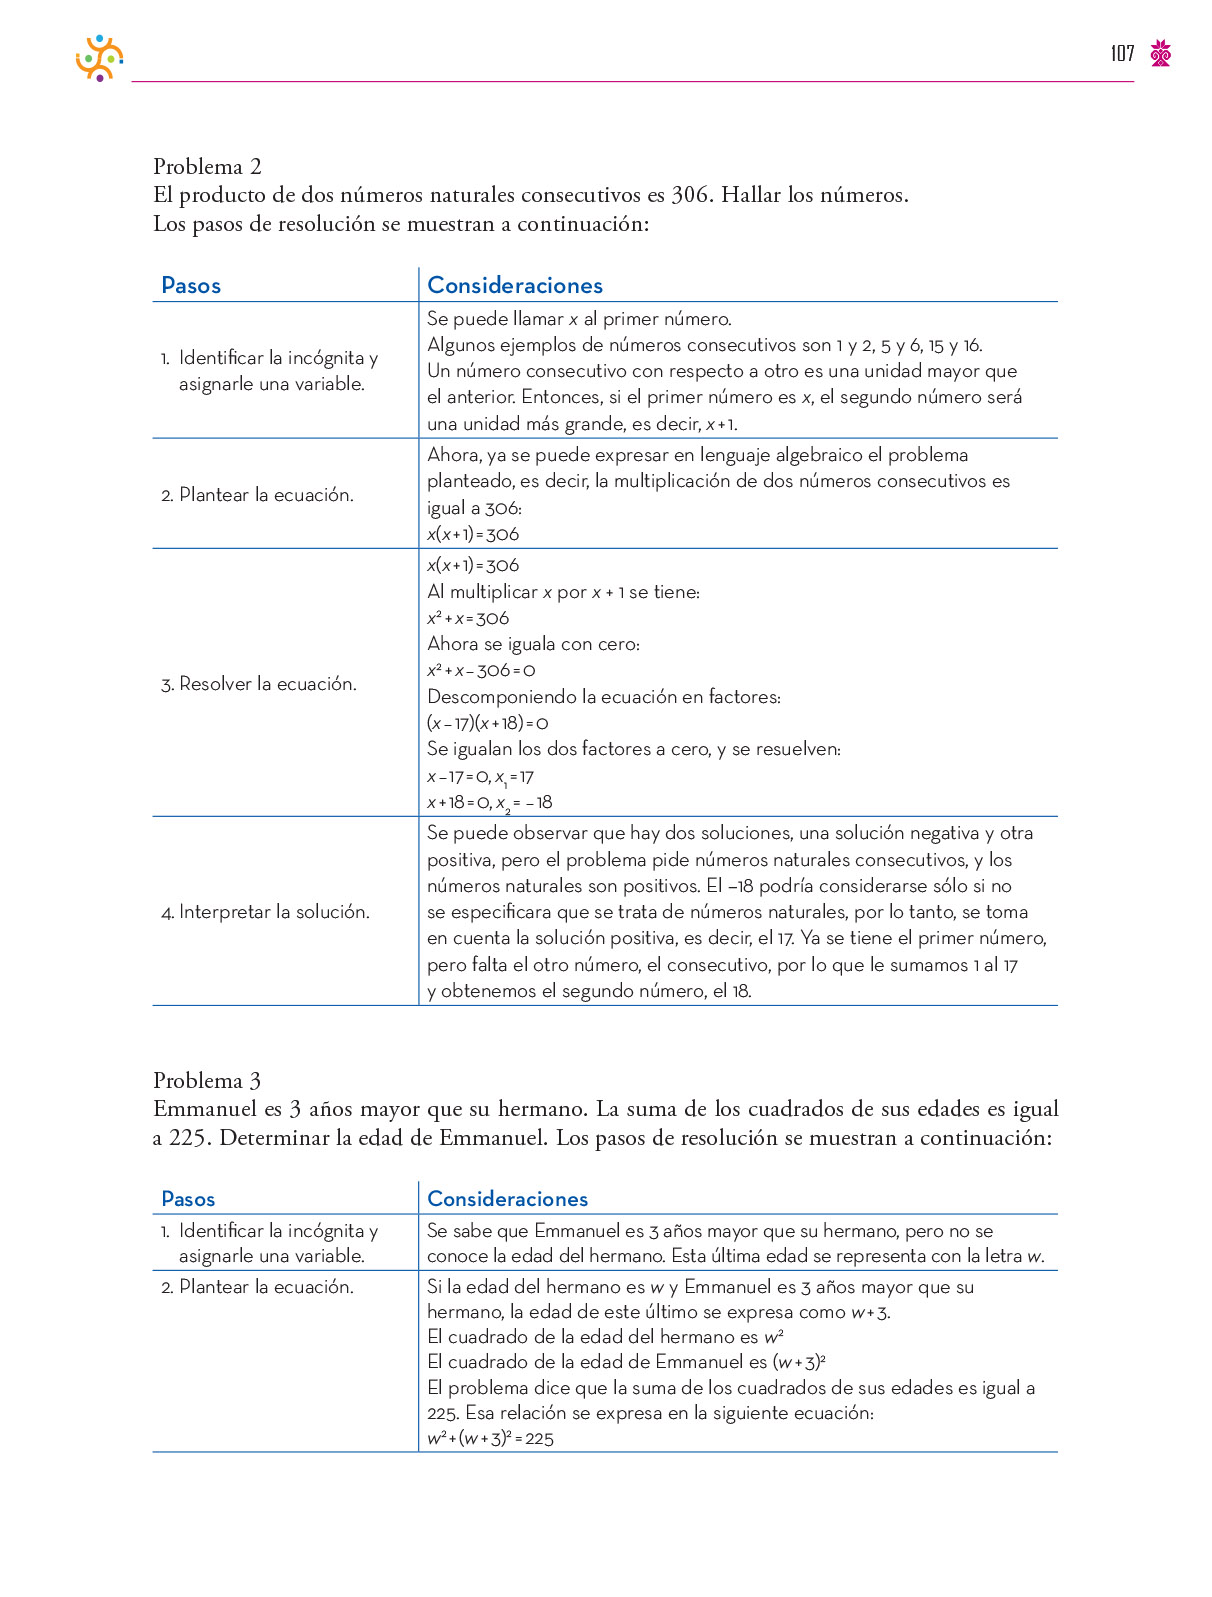 107
Problema 2
El producto de dos números naturales consecutivos es 306. Hallar los números.
Los pasos de resolución se muestran a continuación:
Pasos
Consideraciones
1. Identificar la incógnita y
asignarle una variable.
Se puede llamar x al primer número.
Algunos ejemplos de números consecutivos son 1 y 2, 5 y 6, 15 y 16.
Un número consecutivo con respecto a otro es una unidad mayor que
el anterior. Entonces, si el primer número es x, el segundo número será
una unidad más grande, es decir, x + 1.
2. Plantear la ecuación.
Ahora, ya se puede expresar en lenguaje algebraico el problema
planteado, es decir, la multiplicación de dos números consecutivos es
igual a 306:
x(x + 1) = 306
3. Resolver la ecuación.
x(x + 1) = 306
Al multiplicar x por x + 1 se tiene:
x² + x = 306
Ahora se iguala con cero:
x² + x – 306 = 0
Descomponiendo la ecuación en factores:
(x – 17)(x + 18) = 0
Se igualan los dos factores a cero, y se resuelven:
x – 17 = 0, x₁ = 17
x + 18 = 0, x₂ = – 18
4. Interpretar la solución.
Se puede observar que hay dos soluciones, una solución negativa y otra
positiva, pero el problema pide números naturales consecutivos, y los
números naturales son positivos. El –18 podría considerarse sólo si no
se especificara que se trata de números naturales, por lo tanto, se toma
en cuenta la solución positiva, es decir, el 17. Ya se tiene el primer número,
pero falta el otro número, el consecutivo, por lo que le sumamos 1 al 17
y obtenemos el segundo número, el 18.
Problema 3
Emmanuel es 3 años mayor que su hermano. La suma de los cuadrados de sus edades es igual
a 225. Determinar la edad de Emmanuel. Los pasos de resolución se muestran a continuación:
Pasos
Consideraciones
1. Identificar la incógnita y
asignarle una variable.
Se sabe que Emmanuel es 3 años mayor que su hermano, pero no se
conoce la edad del hermano. Esta última edad se representa con la letra w.
2. Plantear la ecuación.
Si la edad del hermano es w y Emmanuel es 3 años mayor que su
hermano, la edad de este último se expresa como w + 3.
El cuadrado de la edad del hermano es w²
El cuadrado de la edad de Emmanuel es (w + 3)²
El problema dice que la suma de los cuadrados de sus edades es igual a
225. Esa relación se expresa en la siguiente ecuación:
w² + (w + 3)² = 225